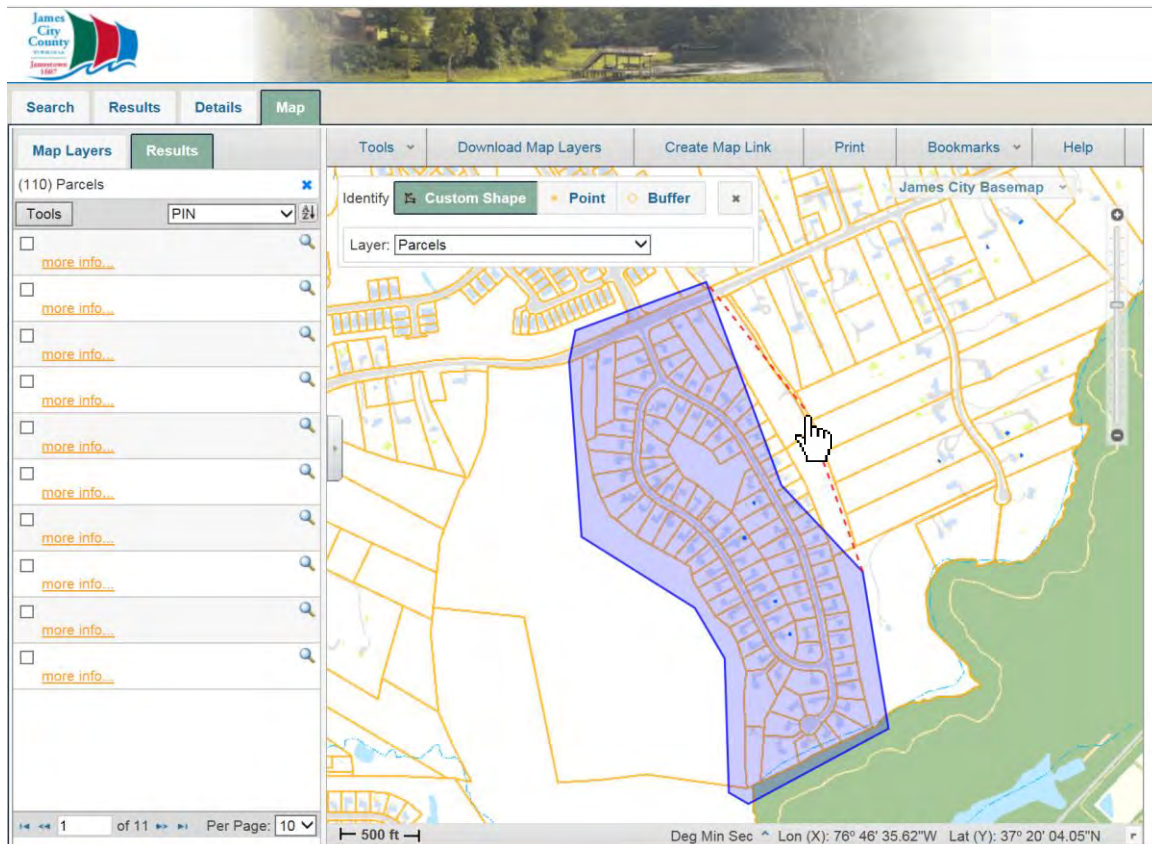 James
City
County
Jamestown
1607
Search Results Details Map
Map Layers Results
(110) Parcels
Tools PIN
more info...
more info...
more info...
more info...
more info...
more info...
more info...
more info...
more info...
more info...
1 of 11 Per Page: 10
Tools Download Map Layers Create Map Link Print Bookmarks Help
Identify Custom Shape Point Buffer
James City Basemap
Layer: Parcels
500 ft Deg Min Sec Lon (X): 76° 46' 35.62"W Lat (Y): 37° 20' 04.05"N